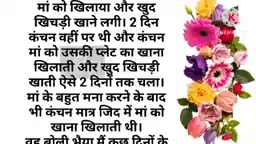 मां को खिलाया और खुद
खिचड़ी खाने लगी। 2 दिन
कंचन वहीं पर थी और कंचन
मां को उसकी प्लेट का खाना
खिलाती और खुद खिचड़ी
खाती ऐसे 2 दिनों तक चला।
मां के बहुत मना करने के बाद
भी कंचन मात्र जिद में मां को
खाना खिलाती थी।
वह बोली भैया मैं कुछ दिनों के
K